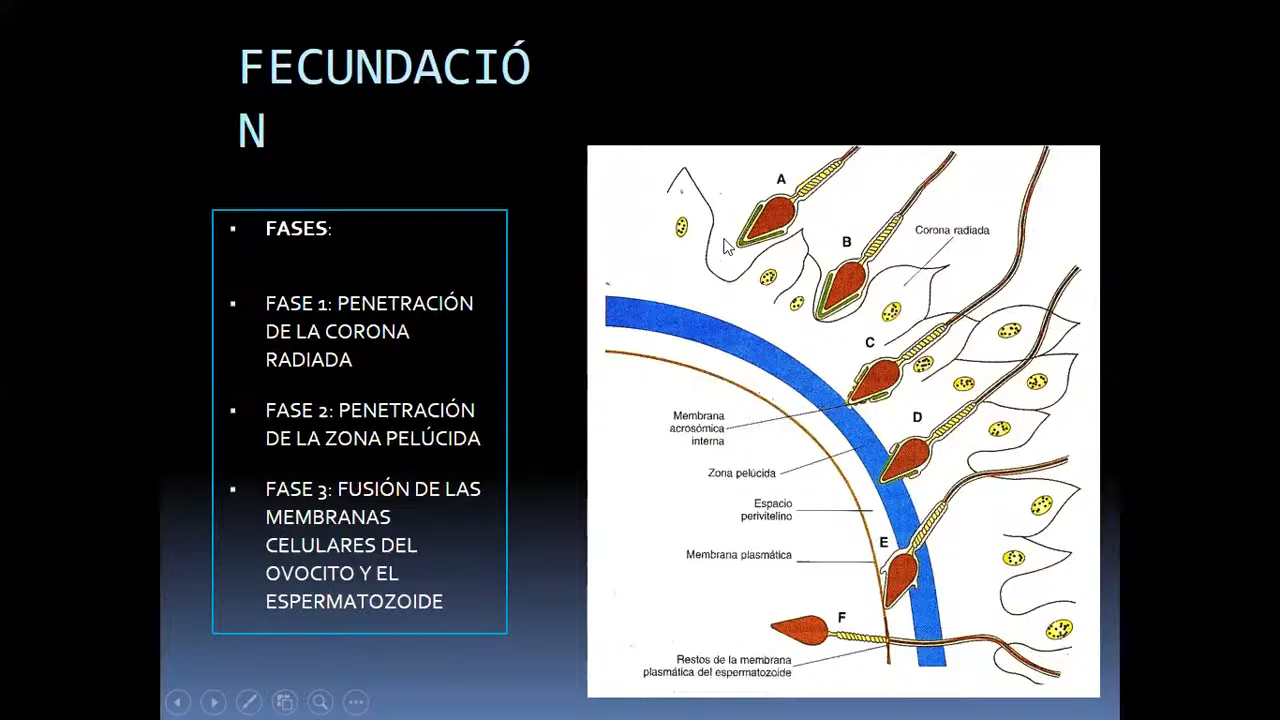 FECUNDACIÓ
N
▪ FASES:
▪ FASE 1: PENETRACIÓN
DE LA CORONA
RADIADA
▪ FASE 2: PENETRACIÓN
DE LA ZONA PELÚCIDA
▪ FASE 3: FUSIÓN DE LAS
MEMBRANAS
CELULARES DEL
OVOCITO Y EL
ESPERMATOZOIDE
A
B
Corona radiada
C
Membrana
acrosómica
interna
D
Zona pelúcida
Espacio
perivitelino
E
Membrana plasmática
F
Restos de la membrana
plasmática del espermatozoide